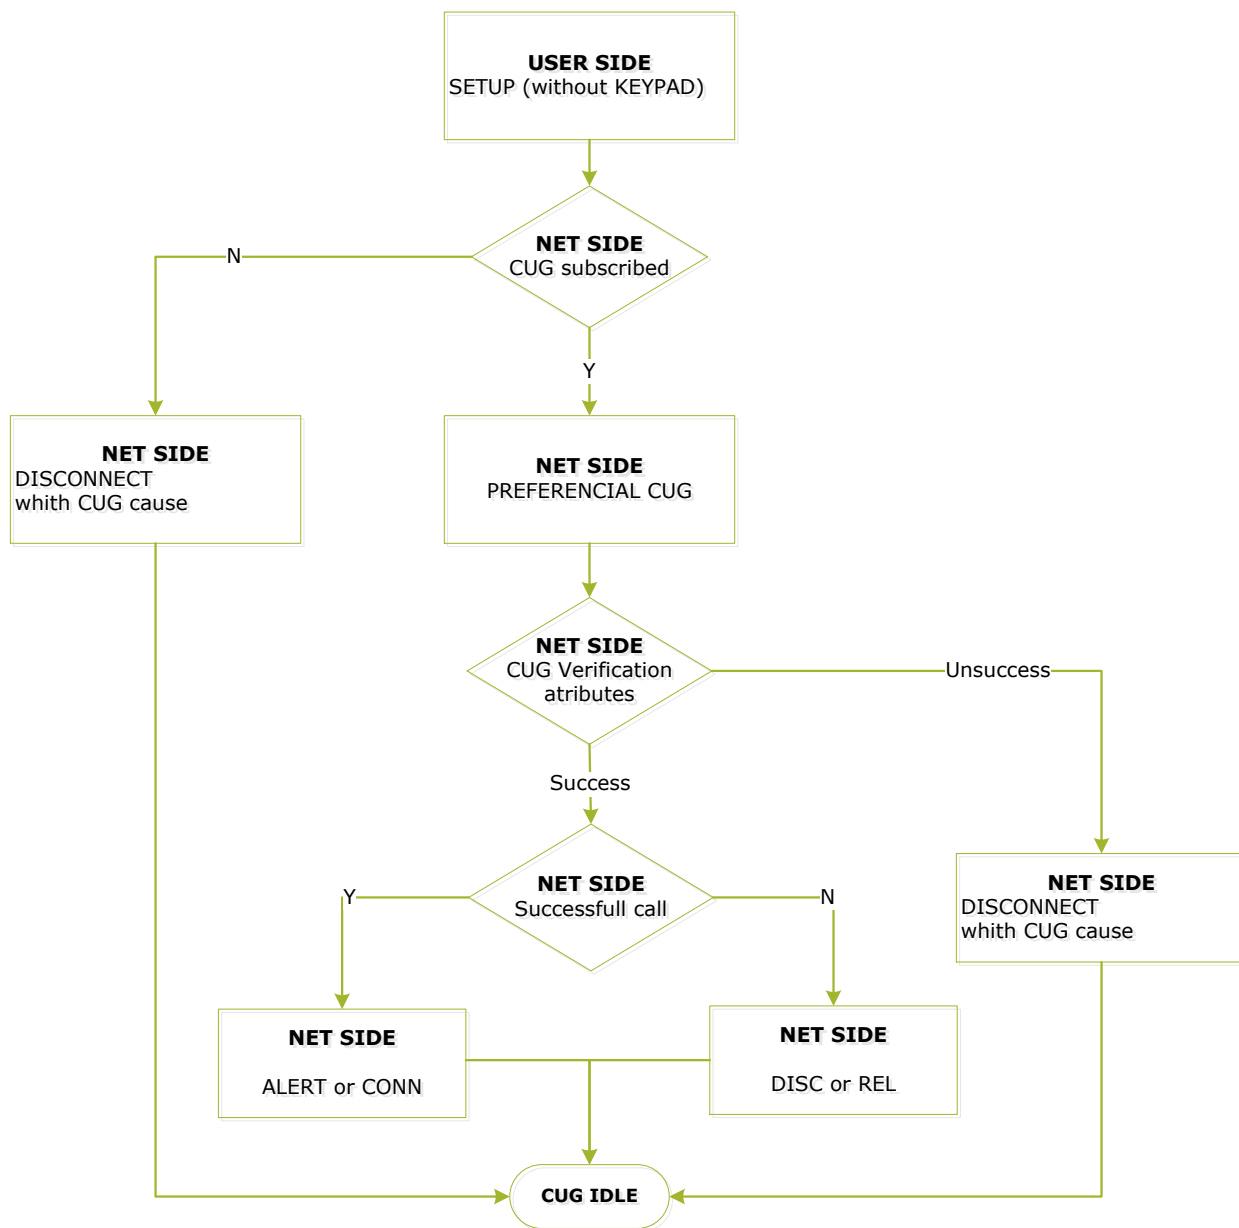 USER SIDE
SETUP (without KEYPAD)
NET SIDE
CUG subscribed
N
Y
NET SIDE
DISCONNECT
whith CUG cause
NET SIDE
PREFERENCIAL CUG
NET SIDE
CUG Verification
atributes
Unsuccess
Success
NET SIDE
Successfull call
Y
N
NET SIDE
DISCONNECT
whith CUG cause
NET SIDE
ALERT or CONN
NET SIDE
DISC or REL
CUG IDLE